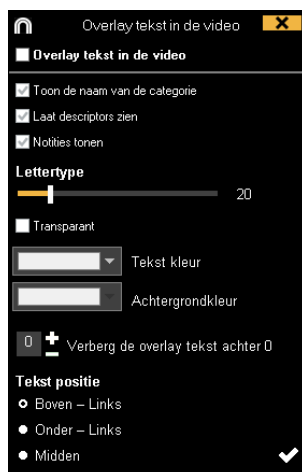 Overlay tekst in de video
Overlay tekst in de video
Toon de naam van de categorie
Laat descriptors zien
Notities tonen
Lettertype
20
Transparant
Tekst kleur
Achtergrondkleur
0 Verberg de overlay tekst achter 0
Tekst positie
Boven – Links
Onder – Links
Midden